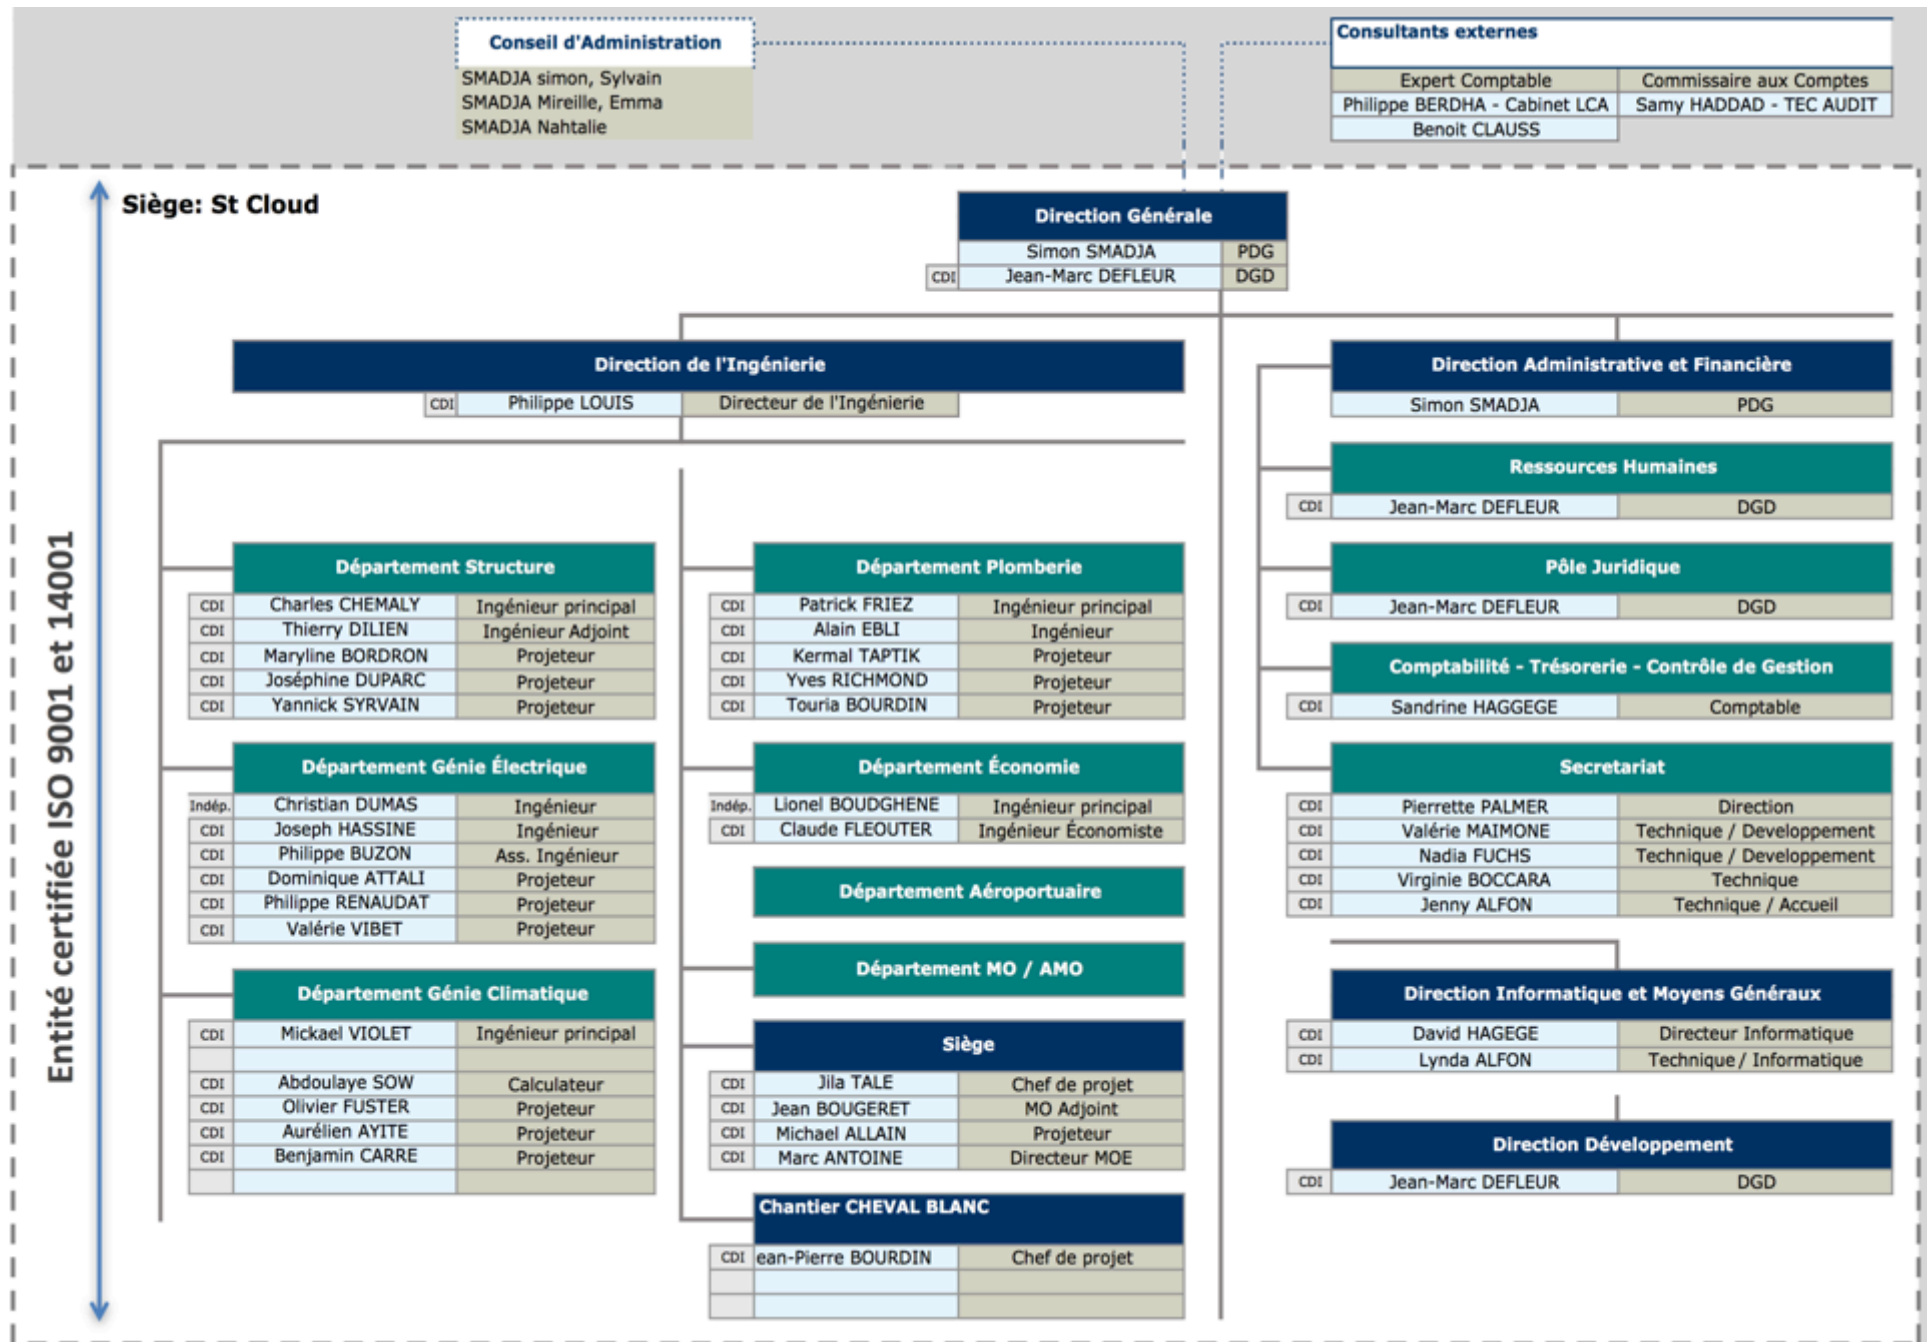 Conseil d'Administration
SMADJA simon, Sylvain
SMADJA Mireille, Emma
SMADJA Nahtalie
Consultants externes
Expert Comptable Commissaire aux Comptes
Philippe BERDHA - Cabinet LCA Samy HADDAD - TEC AUDIT
Benoit CLAUSS
Siège: St Cloud
Entité certifiée ISO 9001 et 14001
Direction Générale
Simon SMADJA PDG
CDI Jean-Marc DEFLEUR DGD
Direction de l'Ingénierie
CDI Philippe LOUIS Directeur de l'Ingénierie
Département Structure
CDI Charles CHEMALY Ingénieur principal
CDI Thierry DILIEN Ingénieur Adjoint
CDI Maryline BORDRON Projeteur
CDI Joséphine DUPARC Projeteur
CDI Yannick SYRVAIN Projeteur
Département Génie Électrique
Indép. Christian DUMAS Ingénieur
CDI Joseph HASSINE Ingénieur
CDI Philippe BUZON Ass. Ingénieur
CDI Dominique ATTALI Projeteur
CDI Philippe RENAUDAT Projeteur
CDI Valérie VIBET Projeteur
Département Génie Climatique
CDI Mickael VIOLET Ingénieur principal
CDI Abdoulaye SOW Calculateur
CDI Olivier FUSTER Projeteur
CDI Aurélien AYITE Projeteur
CDI Benjamin CARRE Projeteur
Département Plomberie
CDI Patrick FRIEZ Ingénieur principal
CDI Alain EBLI Ingénieur
CDI Kermal TAPTIK Projeteur
CDI Yves RICHMOND Projeteur
CDI Touria BOURDIN Projeteur
Département Économie
Indép. Lionel BOUDGHENE Ingénieur principal
CDI Claude FLEOUTER Ingénieur Économiste
Département Aéroportuaire
Département MO / AMO
Siège
CDI Jila TALE Chef de projet
CDI Jean BOUGERET MO Adjoint
CDI Michael ALLAIN Projeteur
CDI Marc ANTOINE Directeur MOE
Chantier CHEVAL BLANC
CDI ean-Pierre BOURDIN Chef de projet
Direction Administrative et Financière
Simon SMADJA PDG
Ressources Humaines
CDI Jean-Marc DEFLEUR DGD
Pôle Juridique
CDI Jean-Marc DEFLEUR DGD
Comptabilité - Trésorerie - Contrôle de Gestion
CDI Sandrine HAGGEGE Comptable
Secretariat
CDI Pierrette PALMER Direction
CDI Valérie MAIMONE Technique / Developpement
CDI Nadia FUCHS Technique / Developpement
CDI Virginie BOCCARA Technique
CDI Jenny ALFON Technique / Accueil
Direction Informatique et Moyens Généraux
CDI David HAGEGE Directeur Informatique
CDI Lynda ALFON Technique / Informatique
Direction Développement
CDI Jean-Marc DEFLEUR DGD